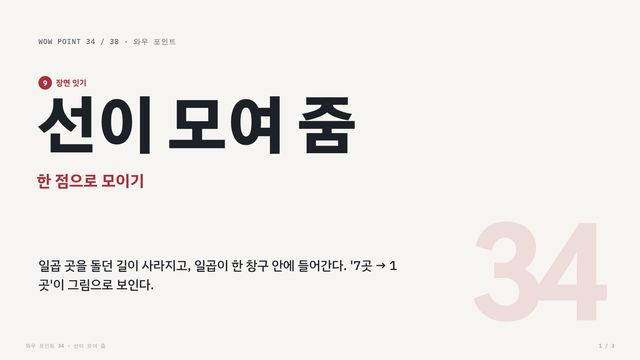 WOW POINT 34 / 38 · 와우 포인트
9 장면 잇기
선이 모여 줌
한 점으로 모이기
일곱 곳을 돌던 길이 사라지고, 일곱이 한 창구 안에 들어간다. '7곳 → 1
곳'이 그림으로 보인다.
34
와우 포인트 34 · 선이 모여 줌
1 / 3